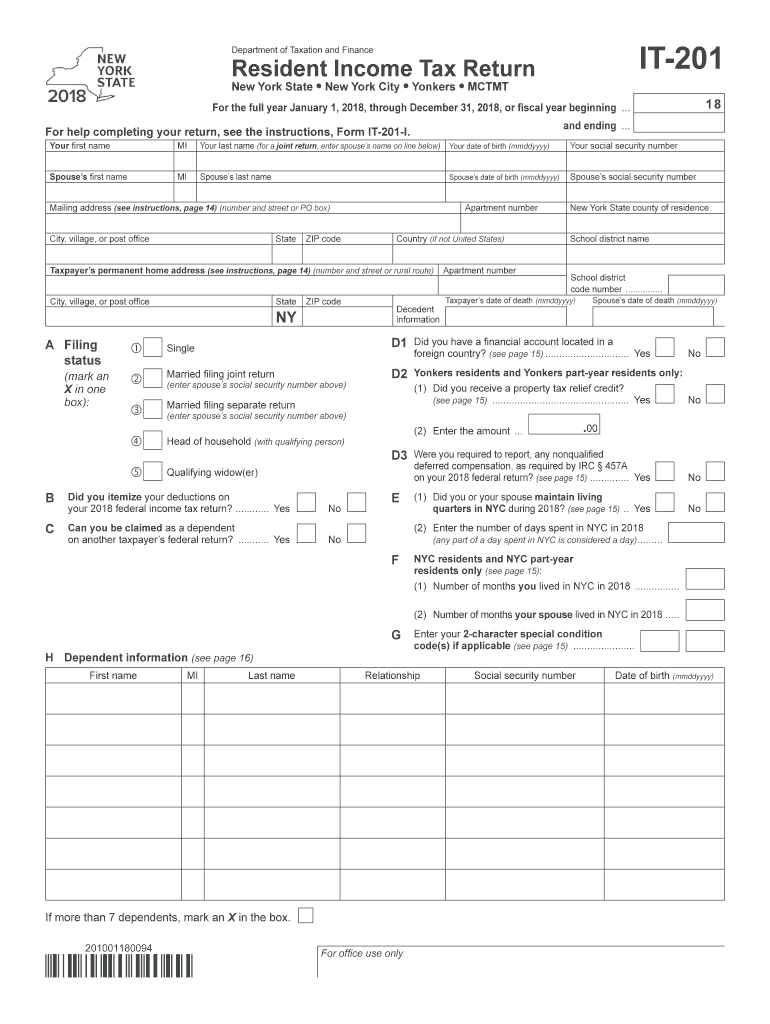 NEW
YORK
STATE
2018
Department of Taxation and Finance
Resident Income Tax Return
New York State • New York City • Yonkers • MCTMT
IT-201
For the full year January 1, 2018, through December 31, 2018, or fiscal year beginning ... 18
and ending ...
For help completing your return, see the instructions, Form IT-201-I.
Your first name MI Your last name (for a joint return, enter spouse's name on line below) Your date of birth (mmddyyyy) Your social security number
Spouse's first name MI Spouse's last name Spouse's date of birth (mmddyyyy) Spouse's social security number
Mailing address (see instructions, page 14) (number and street or PO box) Apartment number New York State county of residence
City, village, or post office State ZIP code Country (if not United States) School district name
Taxpayer's permanent home address (see instructions, page 14) (number and street or rural route) Apartment number
School district
code number ...............
City, village, or post office State ZIP code
NY
Decedent
information
Taxpayer's date of death (mmddyyyy) Spouse's date of death (mmddyyyy)
A Filing
status
(mark an
X in one
box):
① Single
② Married filing joint return
(enter spouse's social security number above)
③ Married filing separate return
(enter spouse's social security number above)
④ Head of household (with qualifying person)
⑤ Qualifying widow(er)
B Did you itemize your deductions on
your 2018 federal income tax return? ............ Yes No
C Can you be claimed as a dependent
on another taxpayer's federal return? ........... Yes No
D1 Did you have a financial account located in a
foreign country? (see page 15) .............................. Yes No
D2 Yonkers residents and Yonkers part-year residents only:
(1) Did you receive a property tax relief credit?
(see page 15) ................................................. Yes No
(2) Enter the amount ... .00
D3 Were you required to report, any nonqualified
deferred compensation, as required by IRC § 457A
on your 2018 federal return? (see page 15) .............. Yes No
E (1) Did you or your spouse maintain living
quarters in NYC during 2018? (see page 15) .. Yes No
(2) Enter the number of days spent in NYC in 2018
(any part of a day spent in NYC is considered a day).........
F NYC residents and NYC part-year
residents only (see page 15):
(1) Number of months you lived in NYC in 2018 ................
(2) Number of months your spouse lived in NYC in 2018 .....
G Enter your 2-character special condition
code(s) if applicable (see page 15) ......................
H Dependent information (see page 16)
First name MI Last name Relationship Social security number Date of birth (mmddyyyy)
If more than 7 dependents, mark an X in the box.
201001180094
For office use only